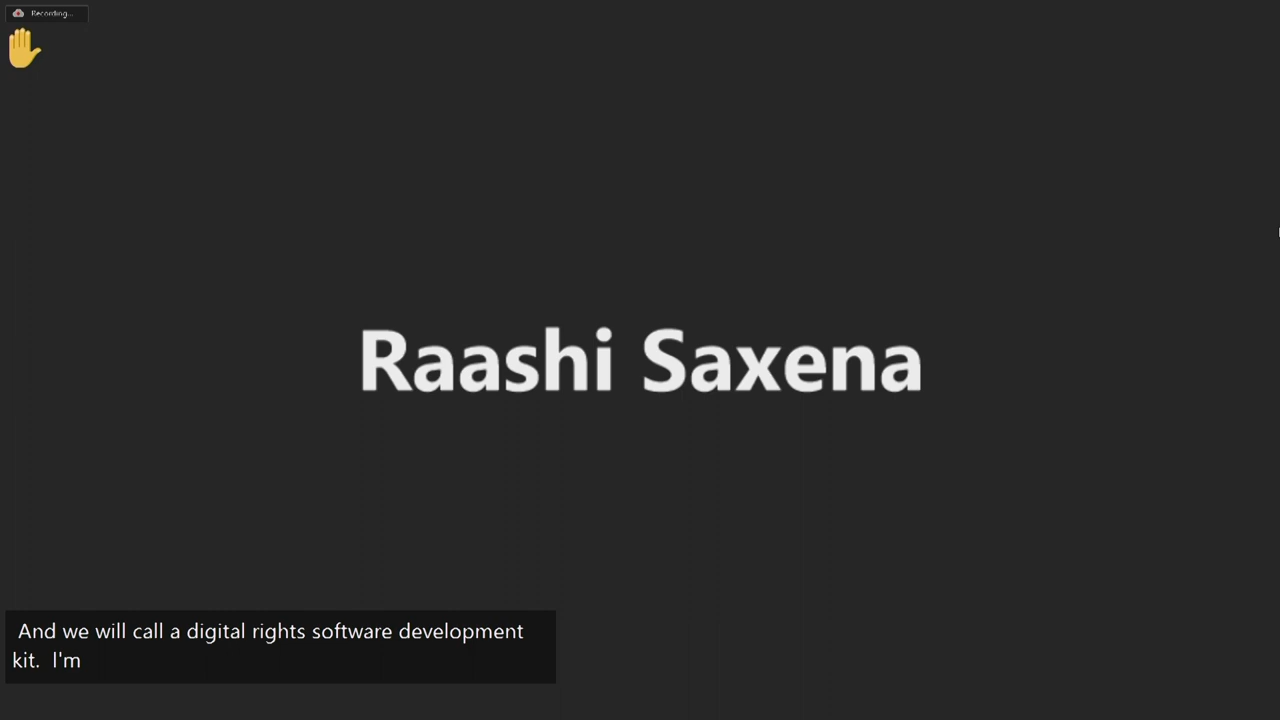 Recording...
Raashi Saxena
And we will call a digital rights software development
kit. I'm